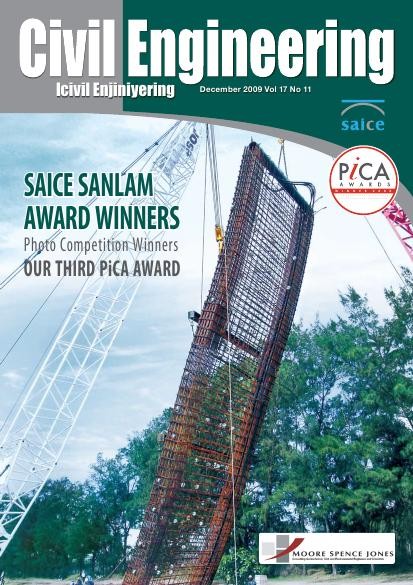 Civil Engineering
Icivil Enjiniyering
December 2009 Vol 17 No 11
saice
PiCA
AWARDS
SAICE SANLAM
AWARD WINNERS
Photo Competition Winners
OUR THIRD PiCA AWARD
MOORE SPENCE JONES